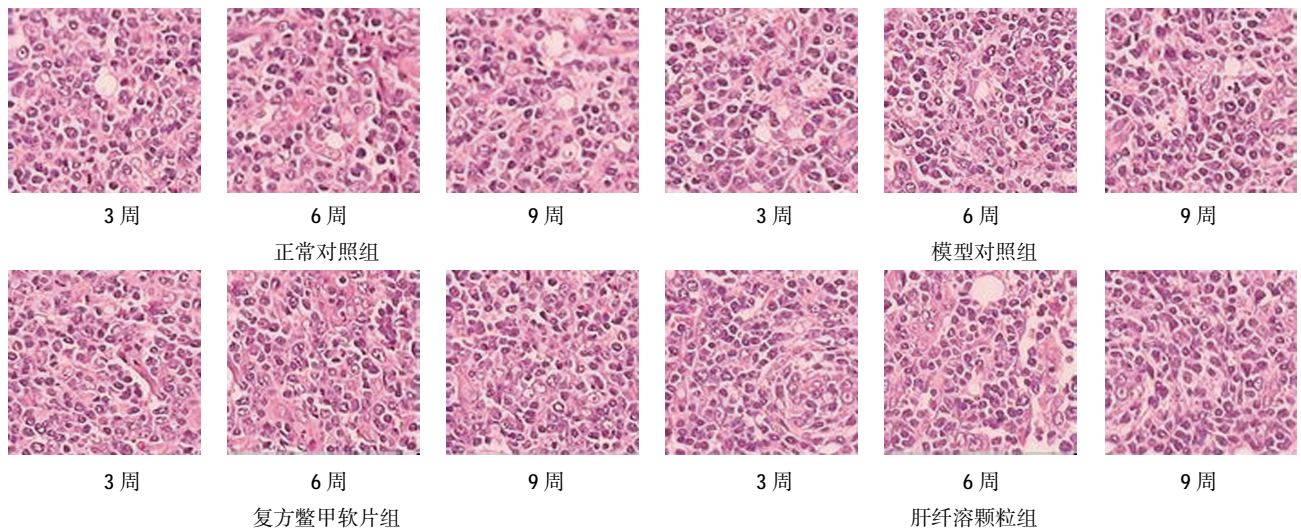 3 周 6 周 9 周 3 周 6 周 9 周
正常对照组 模型对照组
3 周 6 周 9 周 3 周 6 周 9 周
复方鳖甲软片组 肝纤溶颗粒组